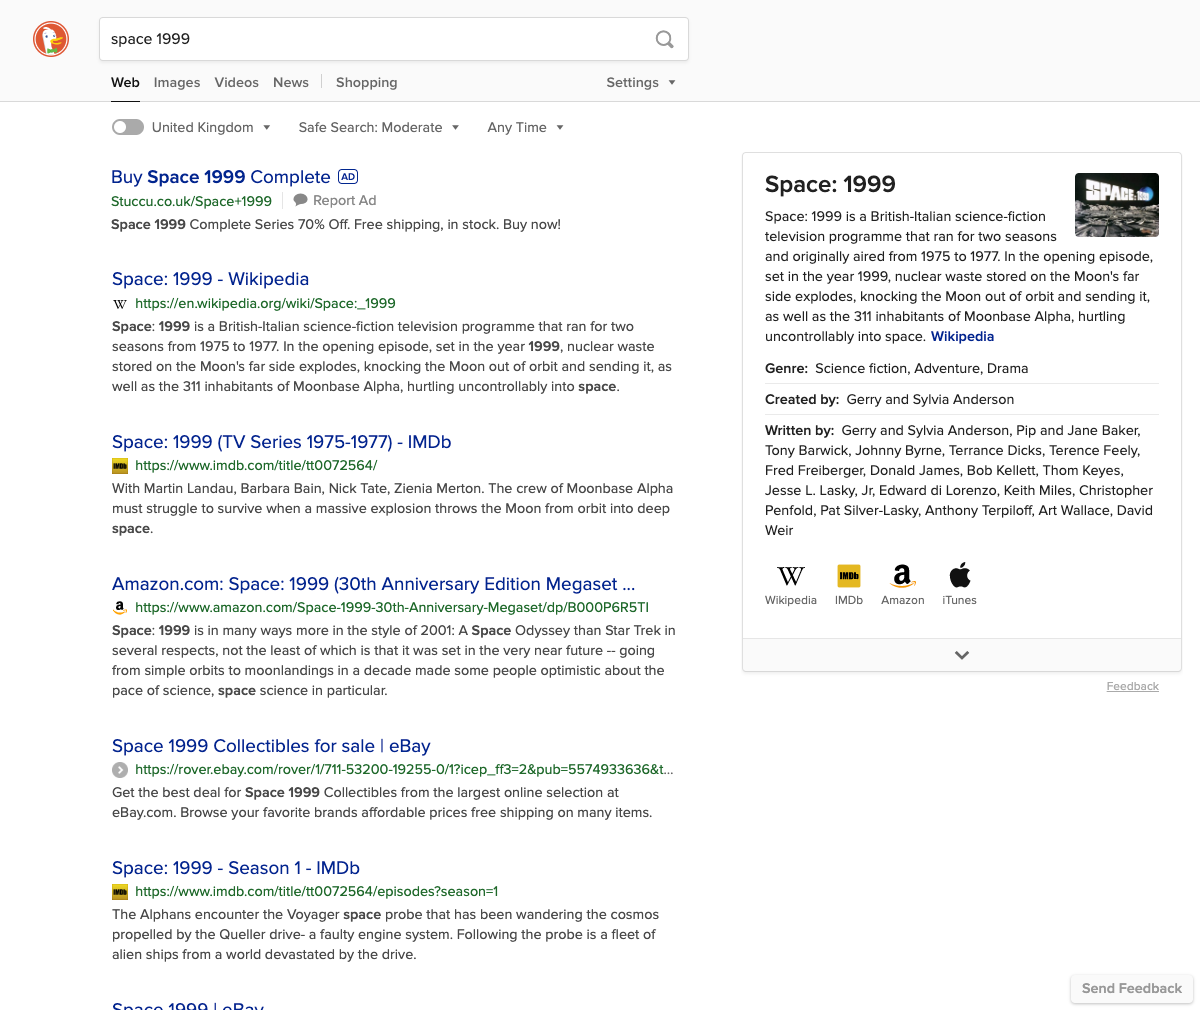 space 1999
Web Images Videos News Shopping Settings
United Kingdom Safe Search: Moderate Any Time
Buy Space 1999 Complete AD
Stuccu.co.uk/Space+1999 Report Ad
Space 1999 Complete Series 70% Off. Free shipping, in stock. Buy now!
Space: 1999 - Wikipedia
W https://en.wikipedia.org/wiki/Space:_1999
Space: 1999 is a British-Italian science-fiction television programme that ran for two
seasons from 1975 to 1977. In the opening episode, set in the year 1999, nuclear waste
stored on the Moon's far side explodes, knocking the Moon out of orbit and sending it, as
well as the 311 inhabitants of Moonbase Alpha, hurtling uncontrollably into space.
Space: 1999 (TV Series 1975-1977) - IMDb
IMDb https://www.imdb.com/title/tt0072564/
With Martin Landau, Barbara Bain, Nick Tate, Zienia Merton. The crew of Moonbase Alpha
must struggle to survive when a massive explosion throws the Moon from orbit into deep
space.
Amazon.com: Space: 1999 (30th Anniversary Edition Megaset ...
a https://www.amazon.com/Space-1999-30th-Anniversary-Megaset/dp/B000P6R5TI
Space: 1999 is in many ways more in the style of 2001: A Space Odyssey than Star Trek in
several respects, not the least of which is that it was set in the very near future -- going
from simple orbits to moonlandings in a decade made some people optimistic about the
pace of science, space science in particular.
Space 1999 Collectibles for sale | eBay
https://rover.ebay.com/rover/1/711-53200-19255-0/1?icep_ff3=2&pub=5574933636&t...
Get the best deal for Space 1999 Collectibles from the largest online selection at
eBay.com. Browse your favorite brands affordable prices free shipping on many items.
Space: 1999 - Season 1 - IMDb
IMDb https://www.imdb.com/title/tt0072564/episodes?season=1
The Alphans encounter the Voyager space probe that has been wandering the cosmos
propelled by the Queller drive- a faulty engine system. Following the probe is a fleet of
alien ships from a world devastated by the drive.
Space 1999 | eBay
Space: 1999
SPACE: 1999
Space: 1999 is a British-Italian science-fiction
television programme that ran for two seasons
and originally aired from 1975 to 1977. In the opening episode,
set in the year 1999, nuclear waste stored on the Moon's far
side explodes, knocking the Moon out of orbit and sending it,
as well as the 311 inhabitants of Moonbase Alpha, hurtling
uncontrollably into space. Wikipedia
Genre: Science fiction, Adventure, Drama
Created by: Gerry and Sylvia Anderson
Written by: Gerry and Sylvia Anderson, Pip and Jane Baker,
Tony Barwick, Johnny Byrne, Terrance Dicks, Terence Feely,
Fred Freiberger, Donald James, Bob Kellett, Thom Keyes,
Jesse L. Lasky, Jr, Edward di Lorenzo, Keith Miles, Christopher
Penfold, Pat Silver-Lasky, Anthony Terpiloff, Art Wallace, David
Weir
W IMDb a
Wikipedia IMDb Amazon iTunes
Feedback
Send Feedback